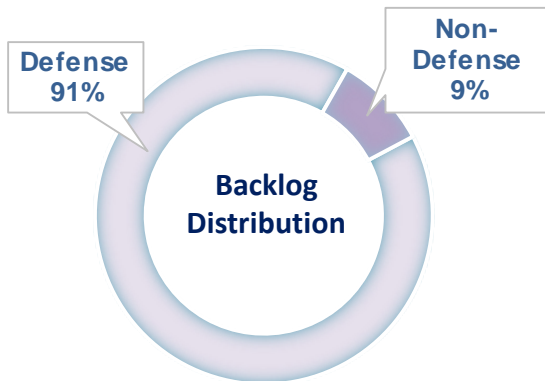 Defense
91%
Non-
Defense
9%
Backlog
Distribution